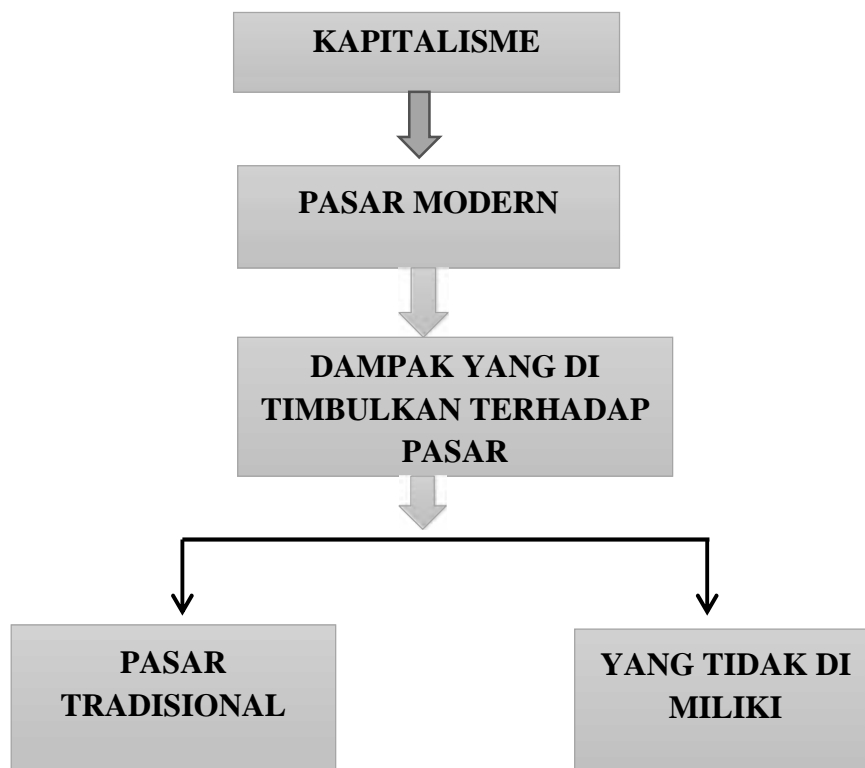 KAPITALISME
PASAR MODERN
DAMPAK YANG DI
TIMBULKAN TERHADAP
PASAR
PASAR
TRADISIONAL
YANG TIDAK DI
MILIKI